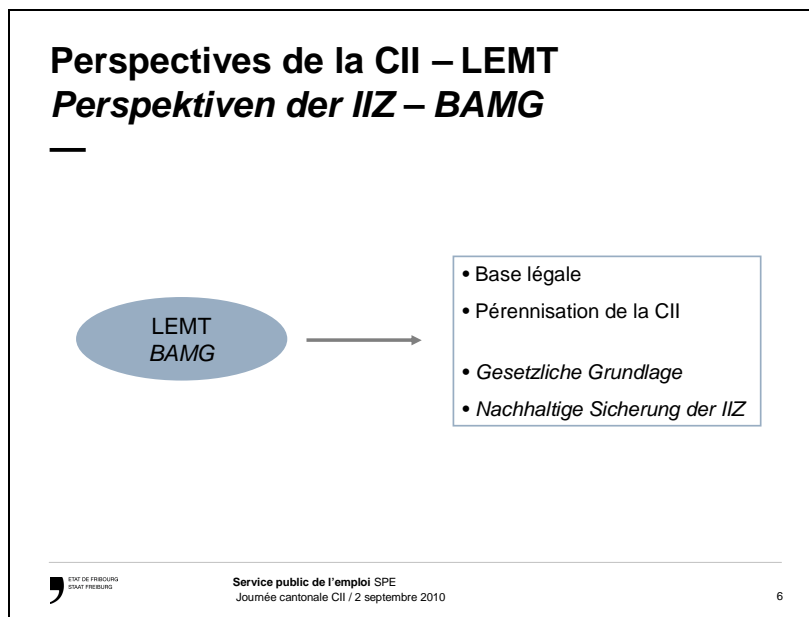 Perspectives de la CII – LEMT
Perspektiven der IIZ – BAMG
LEMT
BAMG
• Base légale
• Pérennisation de la CII
• Gesetzliche Grundlage
• Nachhaltige Sicherung der IIZ
ETAT DE FRIBOURG
STAAT FREIBURG
Service public de l'emploi SPE
Journée cantonale CII / 2 septembre 2010
6